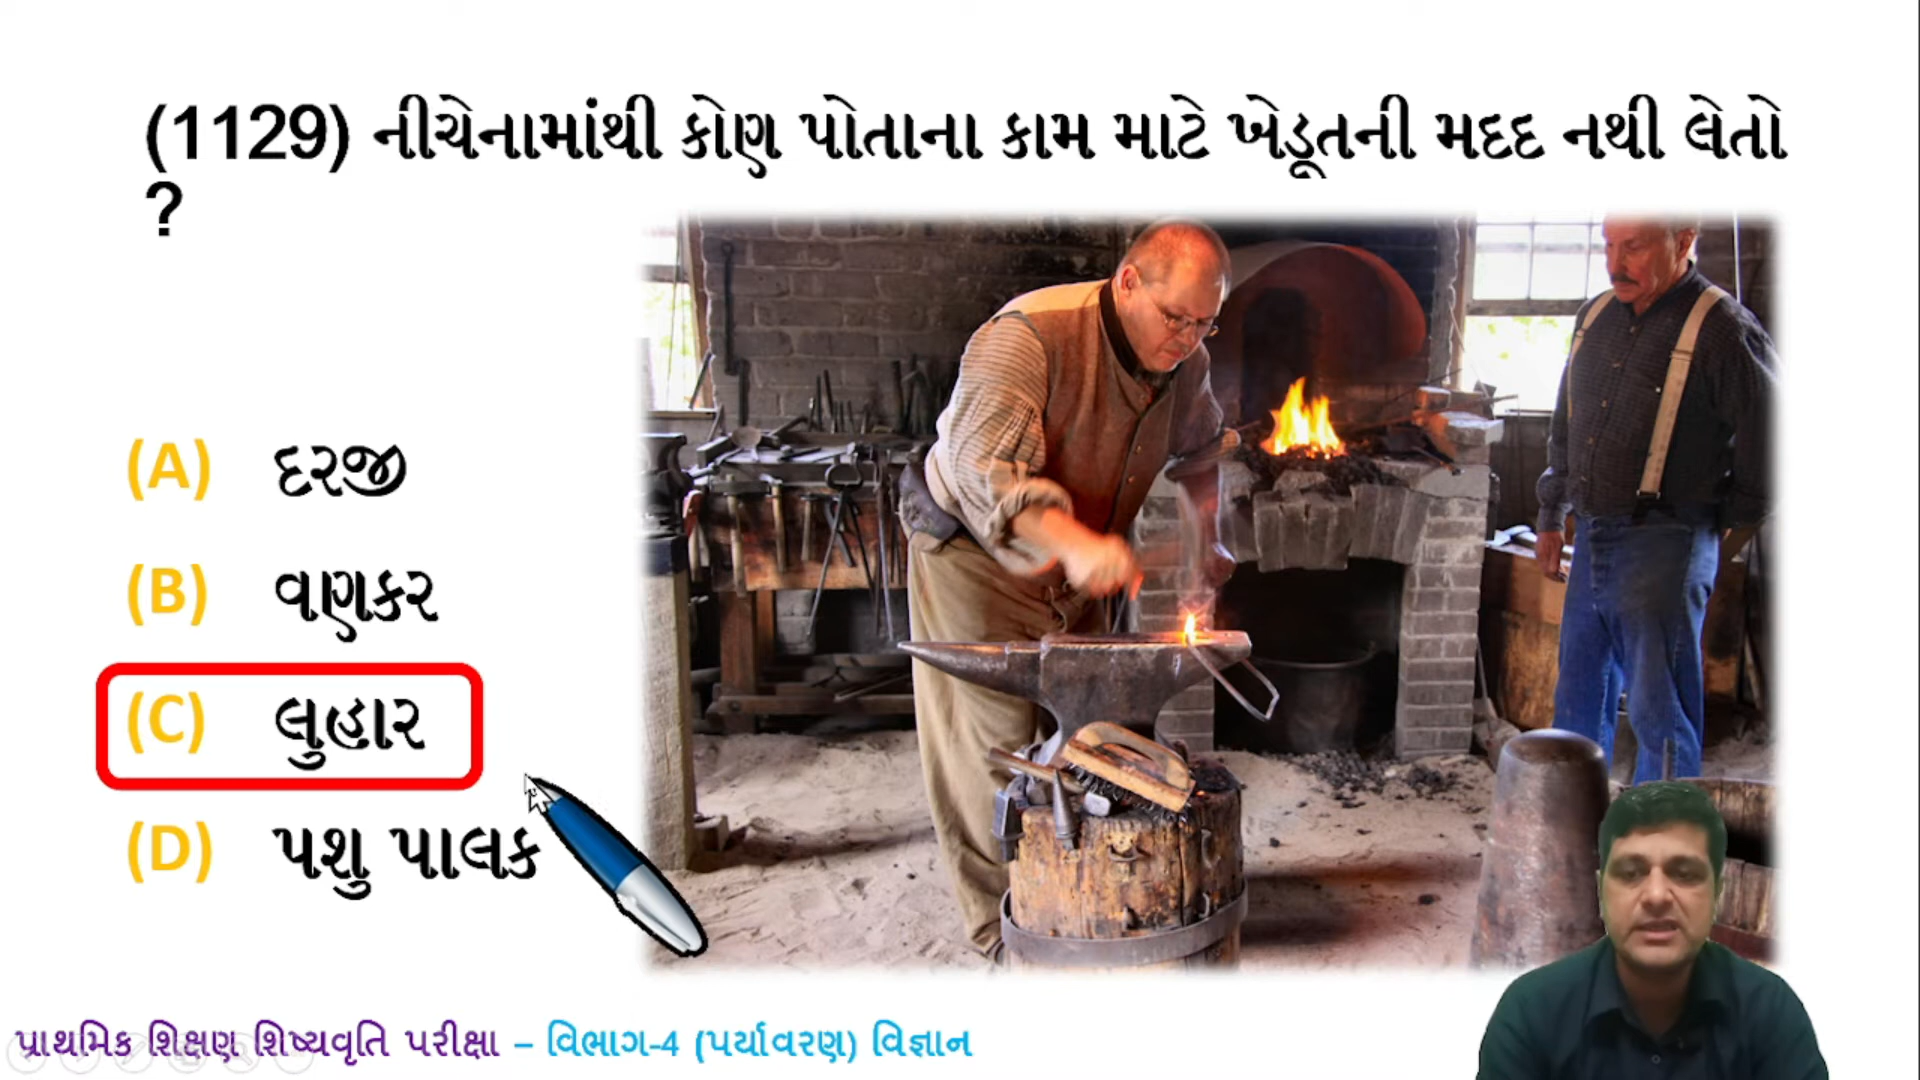 (1129) નીચેનામાંથી કોણ પોતાના કામ માટે ખેડૂતની મદદ નથી લેતો
?
(A) દરજી
(B) વણકર
(C) લુહાર
(D) પશુ પાલક
પ્રાથમિક શિક્ષણ શિષ્યવૃતિ પરીક્ષા – વિભાગ-4 (પર્યાવરણ) વિજ્ઞાન